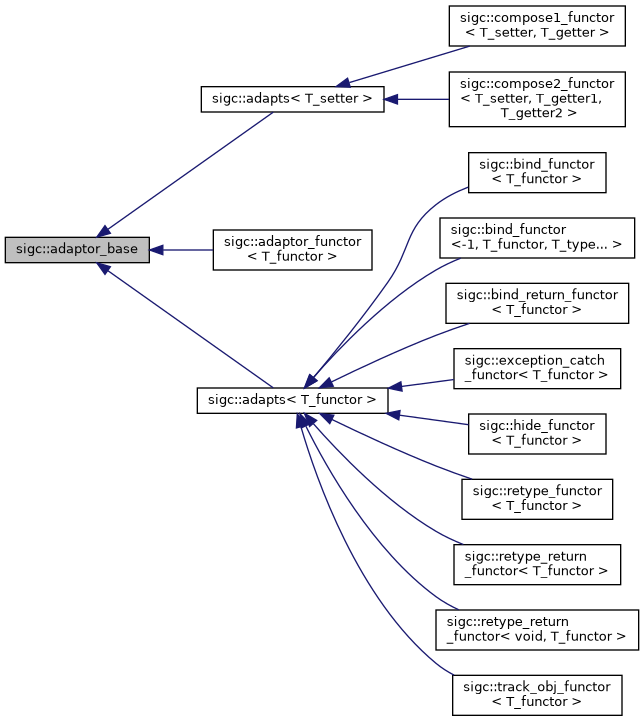 sigc::compose1_functor
< T_setter, T_getter >
sigc::adapts< T_setter >
sigc::compose2_functor
< T_setter, T_getter1,
T_getter2 >
sigc::bind_functor
< T_functor >
sigc::adaptor_base
sigc::adaptor_functor
< T_functor >
sigc::bind_functor
<-1, T_functor, T_type... >
sigc::bind_return_functor
< T_functor >
sigc::exception_catch
_functor< T_functor >
sigc::adapts< T_functor >
sigc::hide_functor
< T_functor >
sigc::retype_functor
< T_functor >
sigc::retype_return
_functor< T_functor >
sigc::retype_return
_functor< void, T_functor >
sigc::track_obj_functor
< T_functor >